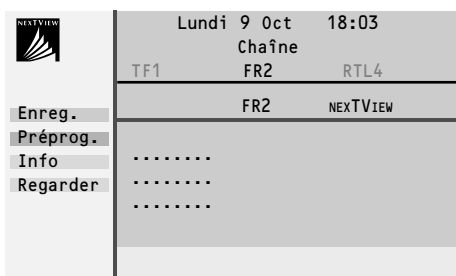 NEXTVIEW
Lundi 9 Oct 18:03
Chaîne
TF1 FR2 RTL4
FR2 NEXTVIEW
Enreg.
Préprog.
Info ........
Regarder ........
........